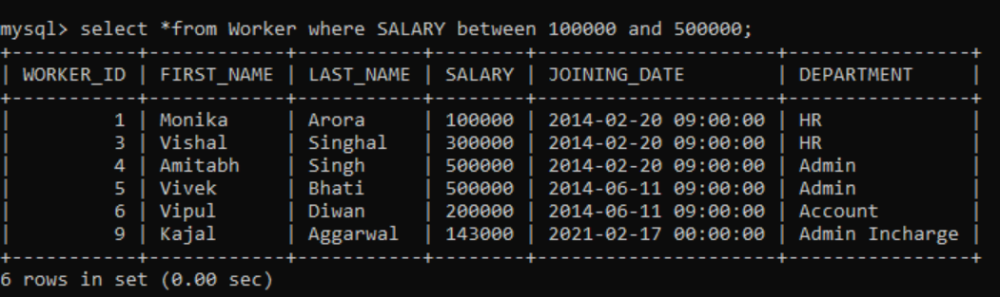 mysql> select *from Worker where SALARY between 100000 and 500000;
+-----------+------------+-----------+--------+---------------------+----------------+
| WORKER_ID | FIRST_NAME | LAST_NAME | SALARY | JOINING_DATE        | DEPARTMENT     |
+-----------+------------+-----------+--------+---------------------+----------------+
|         1 | Monika     | Arora     | 100000 | 2014-02-20 09:00:00 | HR             |
|         3 | Vishal     | Singhal   | 300000 | 2014-02-20 09:00:00 | HR             |
|         4 | Amitabh    | Singh     | 500000 | 2014-02-20 09:00:00 | Admin          |
|         5 | Vivek      | Bhati     | 500000 | 2014-06-11 09:00:00 | Admin          |
|         6 | Vipul      | Diwan     | 200000 | 2014-06-11 09:00:00 | Account        |
|         9 | Kajal      | Aggarwal  | 143000 | 2021-02-17 00:00:00 | Admin Incharge |
+-----------+------------+-----------+--------+---------------------+----------------+
6 rows in set (0.00 sec)